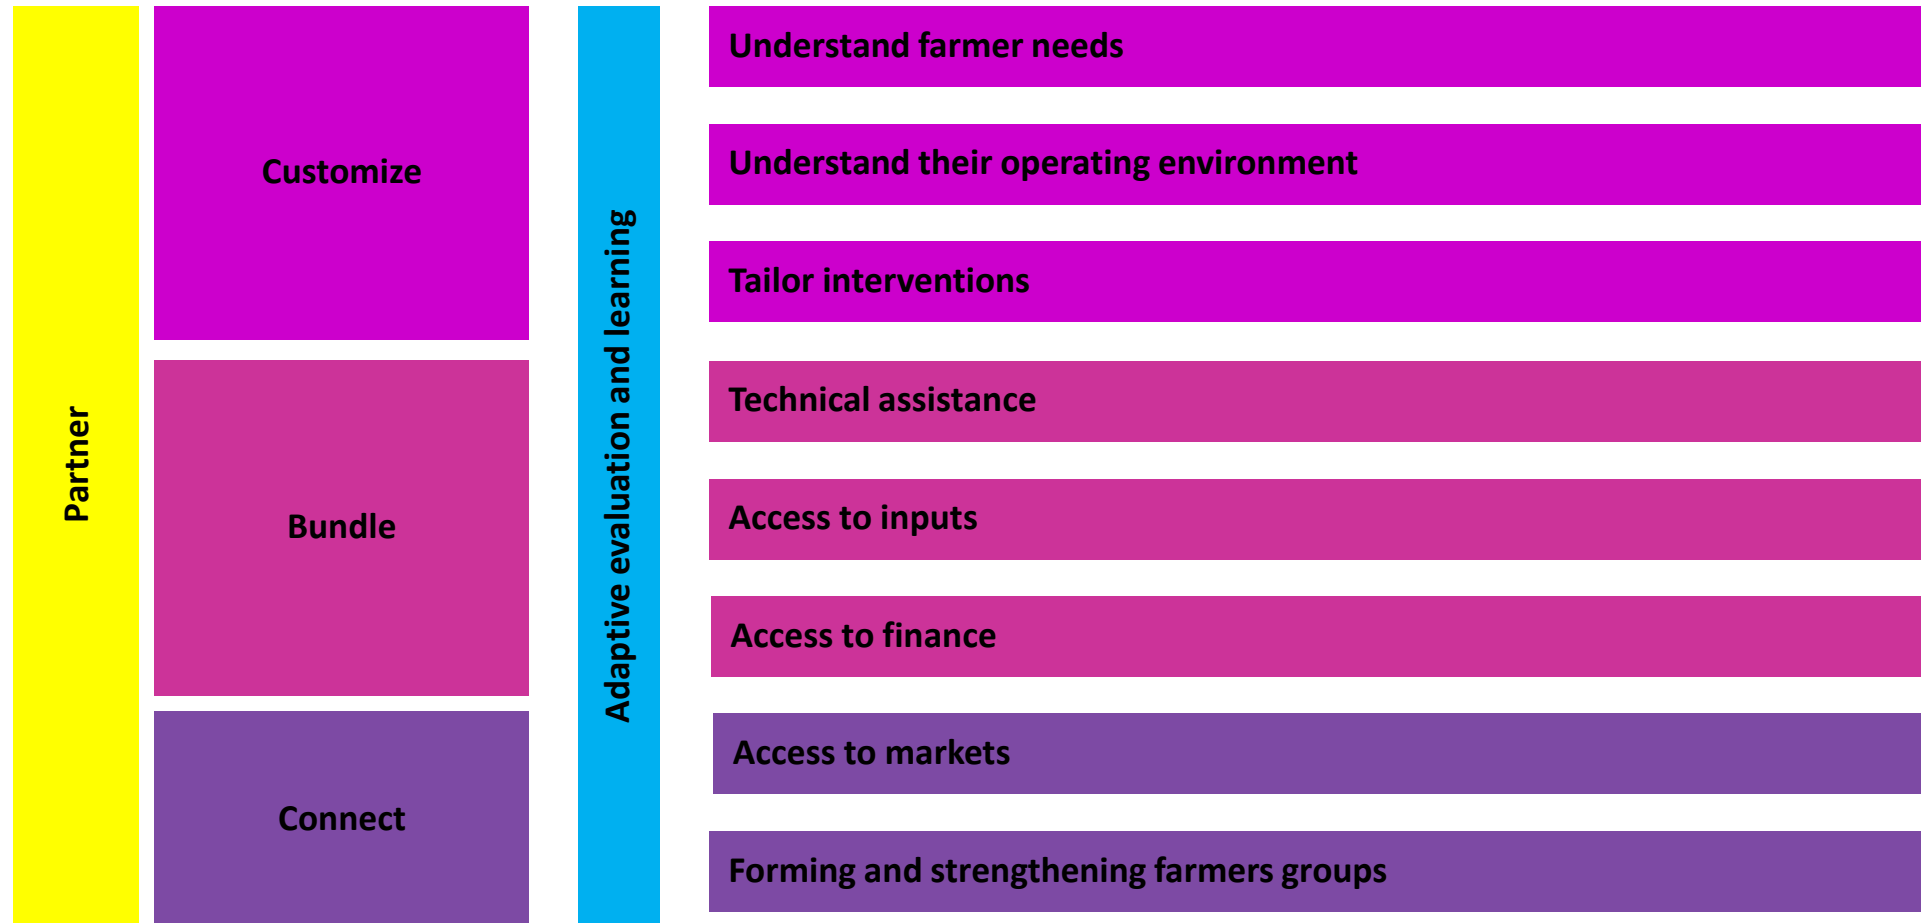 Partner
Customize
Bundle
Connect
Adaptive evaluation and learning
Understand farmer needs
Understand their operating environment
Tailor interventions
Technical assistance
Access to inputs
Access to finance
Access to markets
Forming and strengthening farmers groups